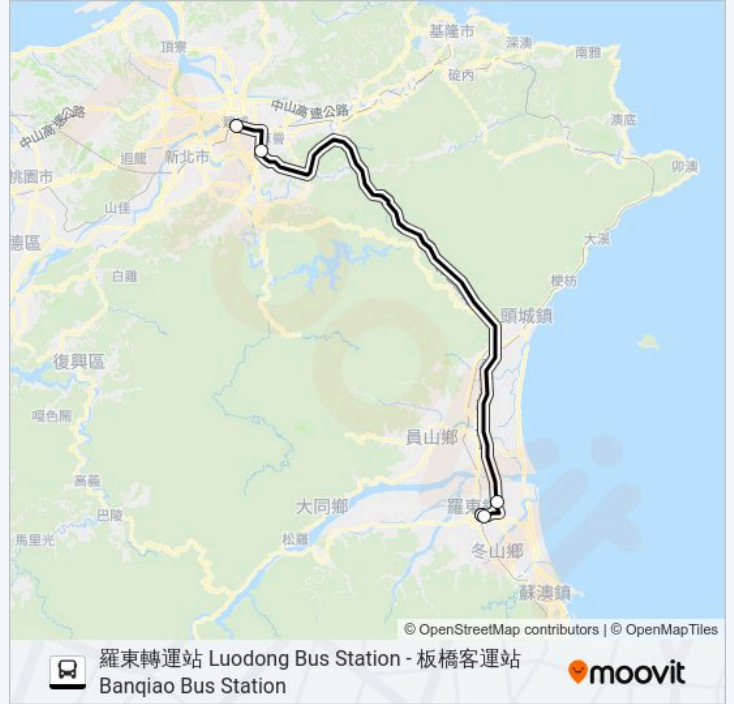 基隆市
頂寮
深澳
南雅
碇內
中山高速公路
中山高速公路
澳底
迴龍
新北市
卯澳
桃園市
山佳
大溪
德區
白雞
梗枋
頭城鎮
復興區
嘎色鬧
員山鄉
高義
大同鄉
巴陵
馬里光
松羅
冬山鄉
蘇澳鎮
© OpenStreetMap contributors | © OpenMapTiles
羅東轉運站 Luodong Bus Station - 板橋客運站
Banqiao Bus Station
moovit